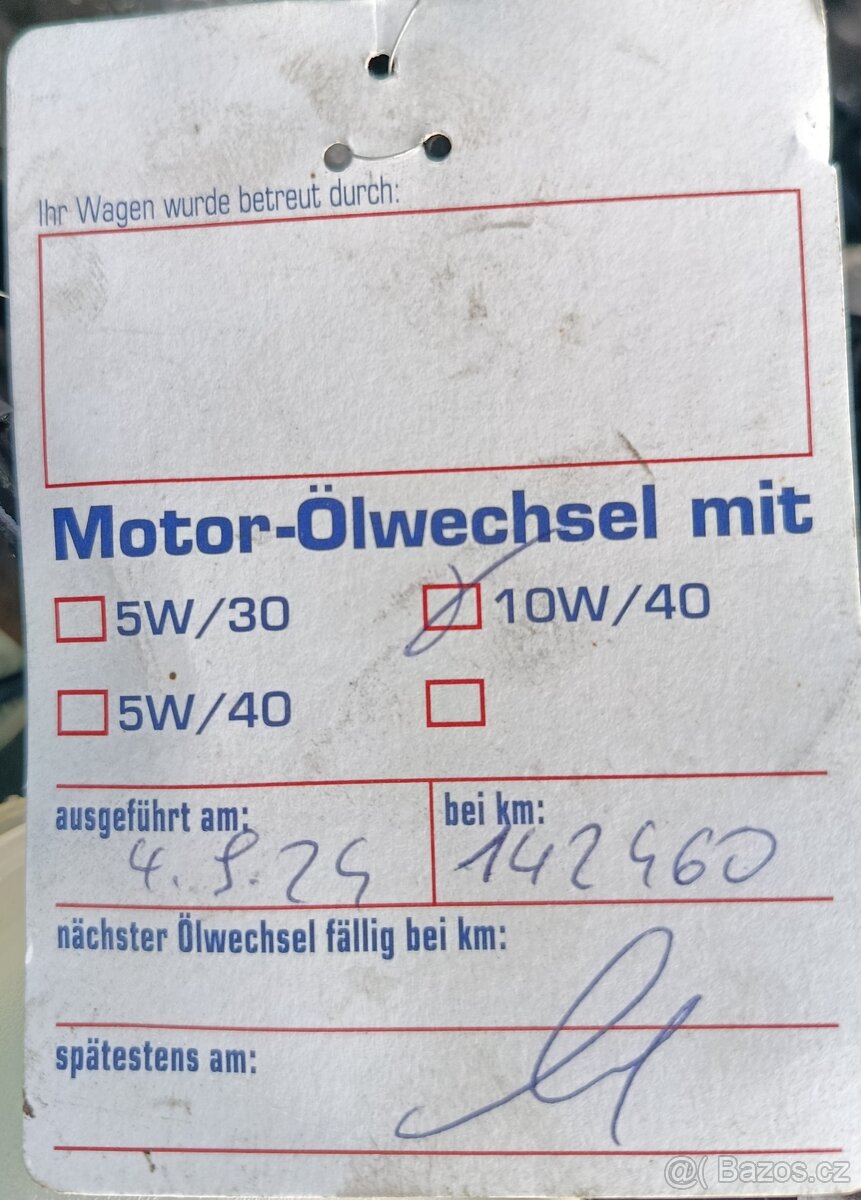 Ihr Wagen wurde betreut durch:
Motor-Ölwechsel mit
5W/30
10W/40
5W/40
ausgeführt am:
bei km:
4. 9. 24
142460
nächster Ölwechsel fällig bei km:
spätestens am:
@( Bazos.cz